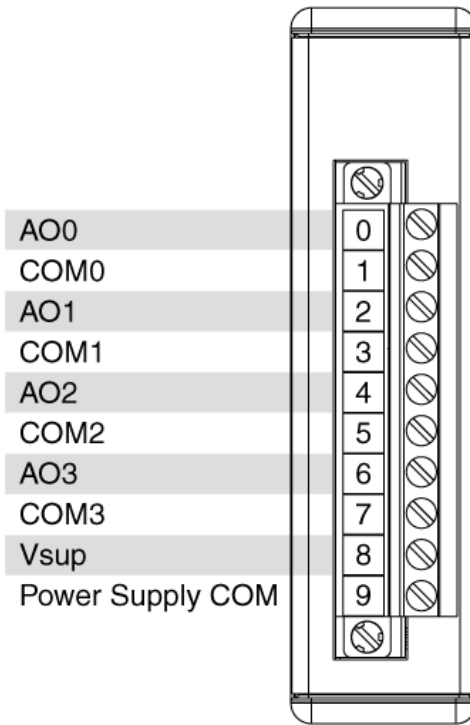 AO0 0
COM0 1
AO1 2
COM1 3
AO2 4
COM2 5
AO3 6
COM3 7
Vsup 8
Power Supply COM 9